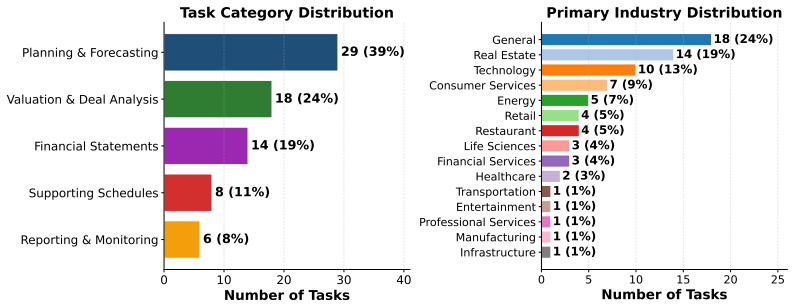 Task Category Distribution
Planning & Forecasting 29 (39%)
Valuation & Deal Analysis 18 (24%)
Financial Statements 14 (19%)
Supporting Schedules 8 (11%)
Reporting & Monitoring 6 (8%)
0 10 20 30 40
Number of Tasks
Primary Industry Distribution
General 18 (24%)
Real Estate 14 (19%)
Technology 10 (13%)
Consumer Services 7 (9%)
Energy 5 (7%)
Retail 4 (5%)
Restaurant 4 (5%)
Life Sciences 3 (4%)
Financial Services 3 (4%)
Healthcare 2 (3%)
Transportation 1 (1%)
Entertainment 1 (1%)
Professional Services 1 (1%)
Manufacturing 1 (1%)
Infrastructure 1 (1%)
0 5 10 15 20 25
Number of Tasks